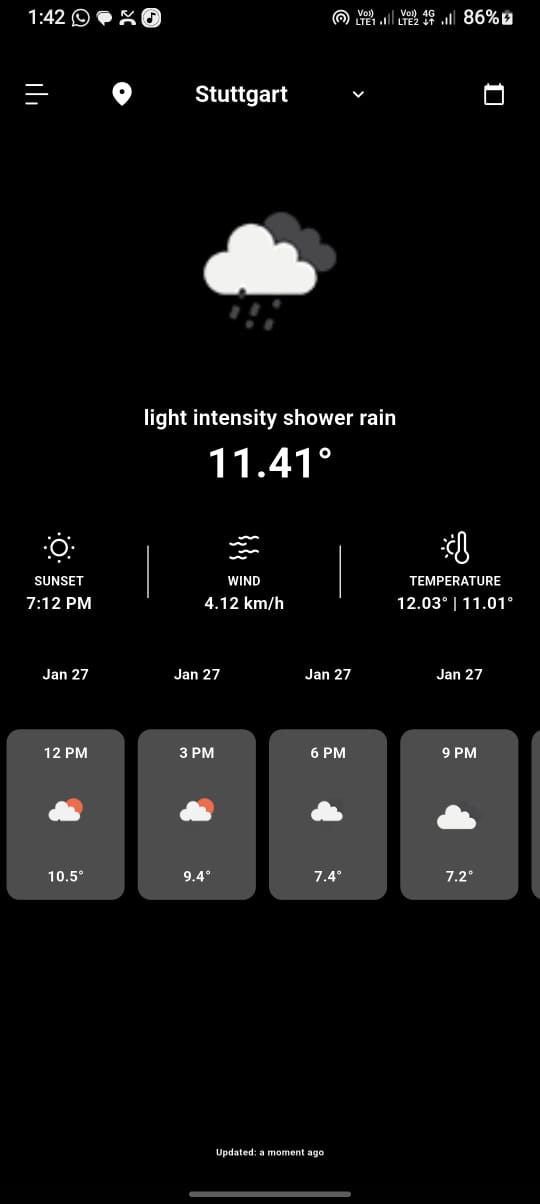 1:42 Vo)) LTE1 Vo)) LTE2 4G 86%
Stuttgart
light intensity shower rain
11.41°
SUNSET WIND TEMPERATURE
7:12 PM 4.12 km/h 12.03° | 11.01°
Jan 27 Jan 27 Jan 27 Jan 27
12 PM 3 PM 6 PM 9 PM
10.5° 9.4° 7.4° 7.2°
Updated: a moment ago